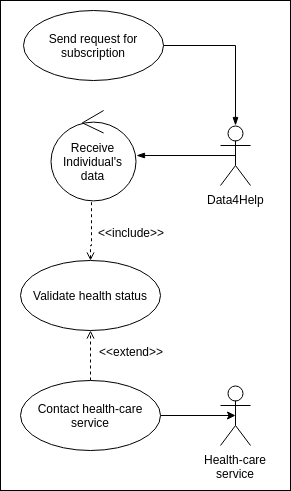 Send request for
subscription
Receive
Individual's
data
Data4Help
<<include>>
Validate health status
<<extend>>
Contact health-care
service
Health-care
service